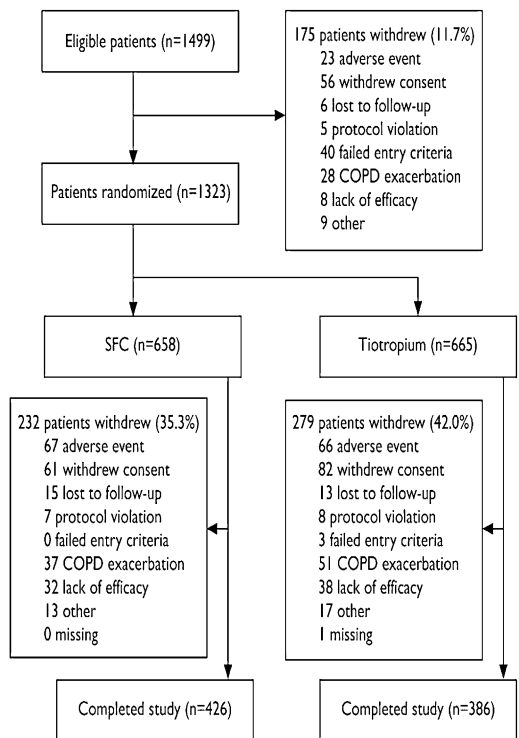 Eligible patients (n=1499)
175 patients withdrew (11.7%)
23 adverse event
56 withdrew consent
6 lost to follow-up
5 protocol violation
40 failed entry criteria
28 COPD exacerbation
8 lack of efficacy
9 other
Patients randomized (n=1323)
SFC (n=658)
Tiotropium (n=665)
232 patients withdrew (35.3%)
67 adverse event
61 withdrew consent
15 lost to follow-up
7 protocol violation
0 failed entry criteria
37 COPD exacerbation
32 lack of efficacy
13 other
0 missing
279 patients withdrew (42.0%)
66 adverse event
82 withdrew consent
13 lost to follow-up
8 protocol violation
3 failed entry criteria
51 COPD exacerbation
38 lack of efficacy
17 other
1 missing
Completed study (n=426)
Completed study (n=386)